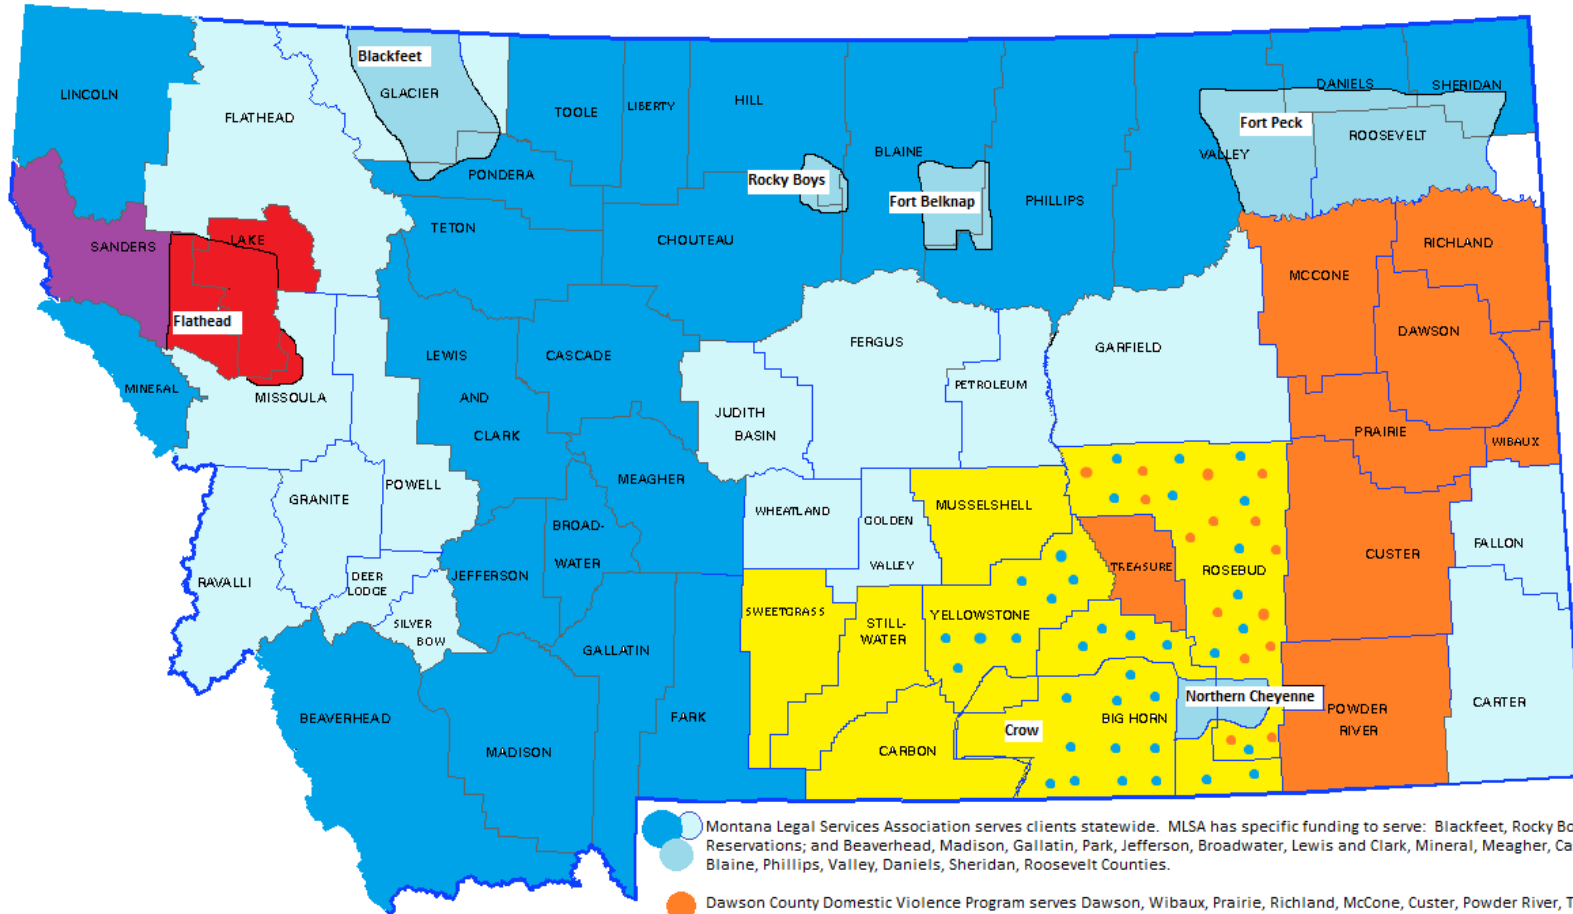 Blackfeet
GLACIER
LINCOLN
FLATHEAD
TOOLE
LIBERTY
HILL
DANIELS
SHERIDAN
Fort Peck
ROOSEVELT
BLAINE
VALLEY
PONDERA
Rocky Boys
Fort Belknap
PHILLIPS
TETON
CHOUTEAU
SANDERS
LAKE
RICHLAND
MCCONE
Flathead
DAWSON
LEWIS
AND
CLARK
CASCADE
FERGUS
GARFIELD
PETROLEUM
MINERAL
MISSOULA
JUDITH
BASIN
PRAIRIE
WIBAUX
MEAGHER
POWELL
GRANITE
WHEATLAND
GOLDEN
VALLEY
MUSSELSHELL
BROAD-
WATER
CUSTER
FALLON
RAVALLI
DEER
LODGE
JEFFERSON
TREASURE
ROSEBUD
SILVER
BOW
SWEETGRASS
STILL-
WATER
YELLOWSTONE
GALLATIN
BEAVERHEAD
PARK
MADISON
CARBON
Crow
BIG HORN
Northern Cheyenne
POWDER
RIVER
CARTER
Montana Legal Services Association serves clients statewide. MLSA has specific funding to serve: Blackfeet, Rocky Bo
Reservations; and Beaverhead, Madison, Gallatin, Park, Jefferson, Broadwater, Lewis and Clark, Mineral, Meagher, Ca
Blaine, Phillips, Valley, Daniels, Sheridan, Roosevelt Counties.
Dawson County Domestic Violence Program serves Dawson, Wibaux, Prairie, Richland, McCone, Custer, Powder River, T